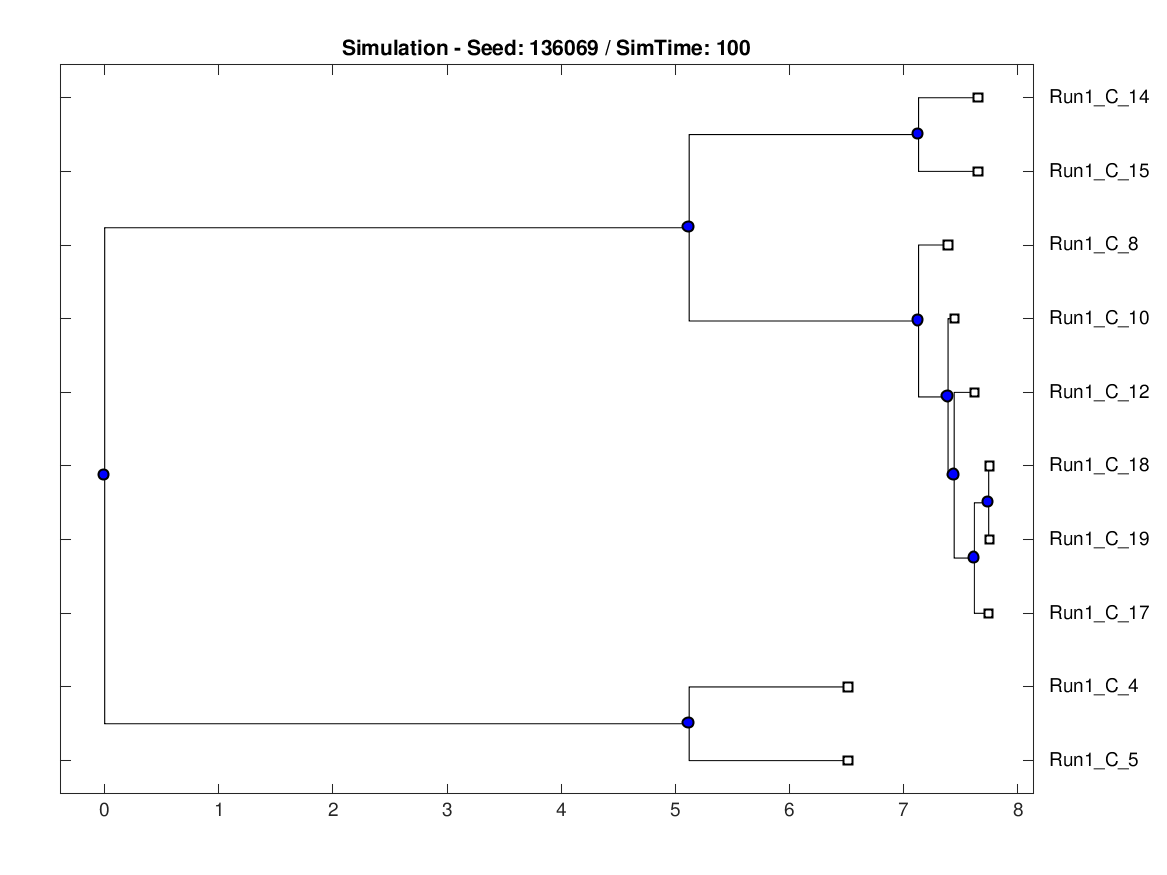 Simulation - Seed: 136069 / SimTime: 100
Run1_C_14
Run1_C_15
Run1_C_8
Run1_C_10
Run1_C_12
Run1_C_18
Run1_C_19
Run1_C_17
Run1_C_4
Run1_C_5
0 1 2 3 4 5 6 7 8